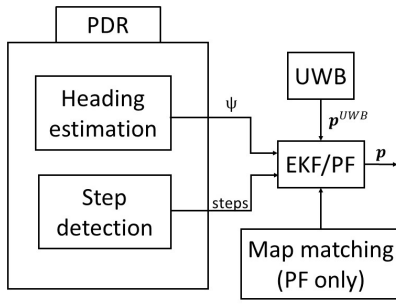 PDR
Heading
estimation
ψ
UWB
p^{UWB}
EKF/PF
p
Step
detection
steps
Map matching
(PF only)